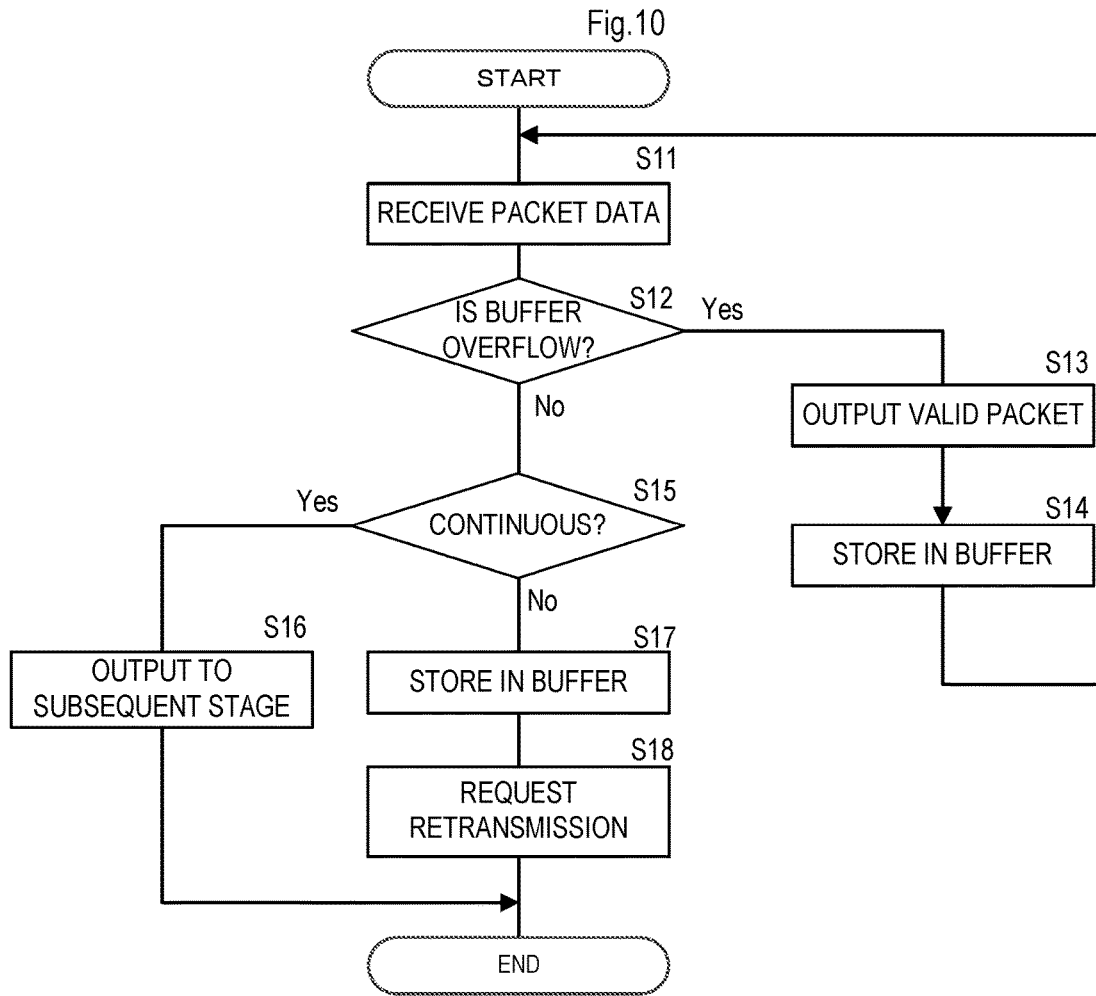 Fig.10
START
S11
RECEIVE PACKET DATA
S12
IS BUFFER
OVERFLOW?
Yes
No
S13
OUTPUT VALID PACKET
S14
STORE IN BUFFER
S15
CONTINUOUS?
Yes
No
S16
OUTPUT TO
SUBSEQUENT STAGE
S17
STORE IN BUFFER
S18
REQUEST
RETRANSMISSION
END